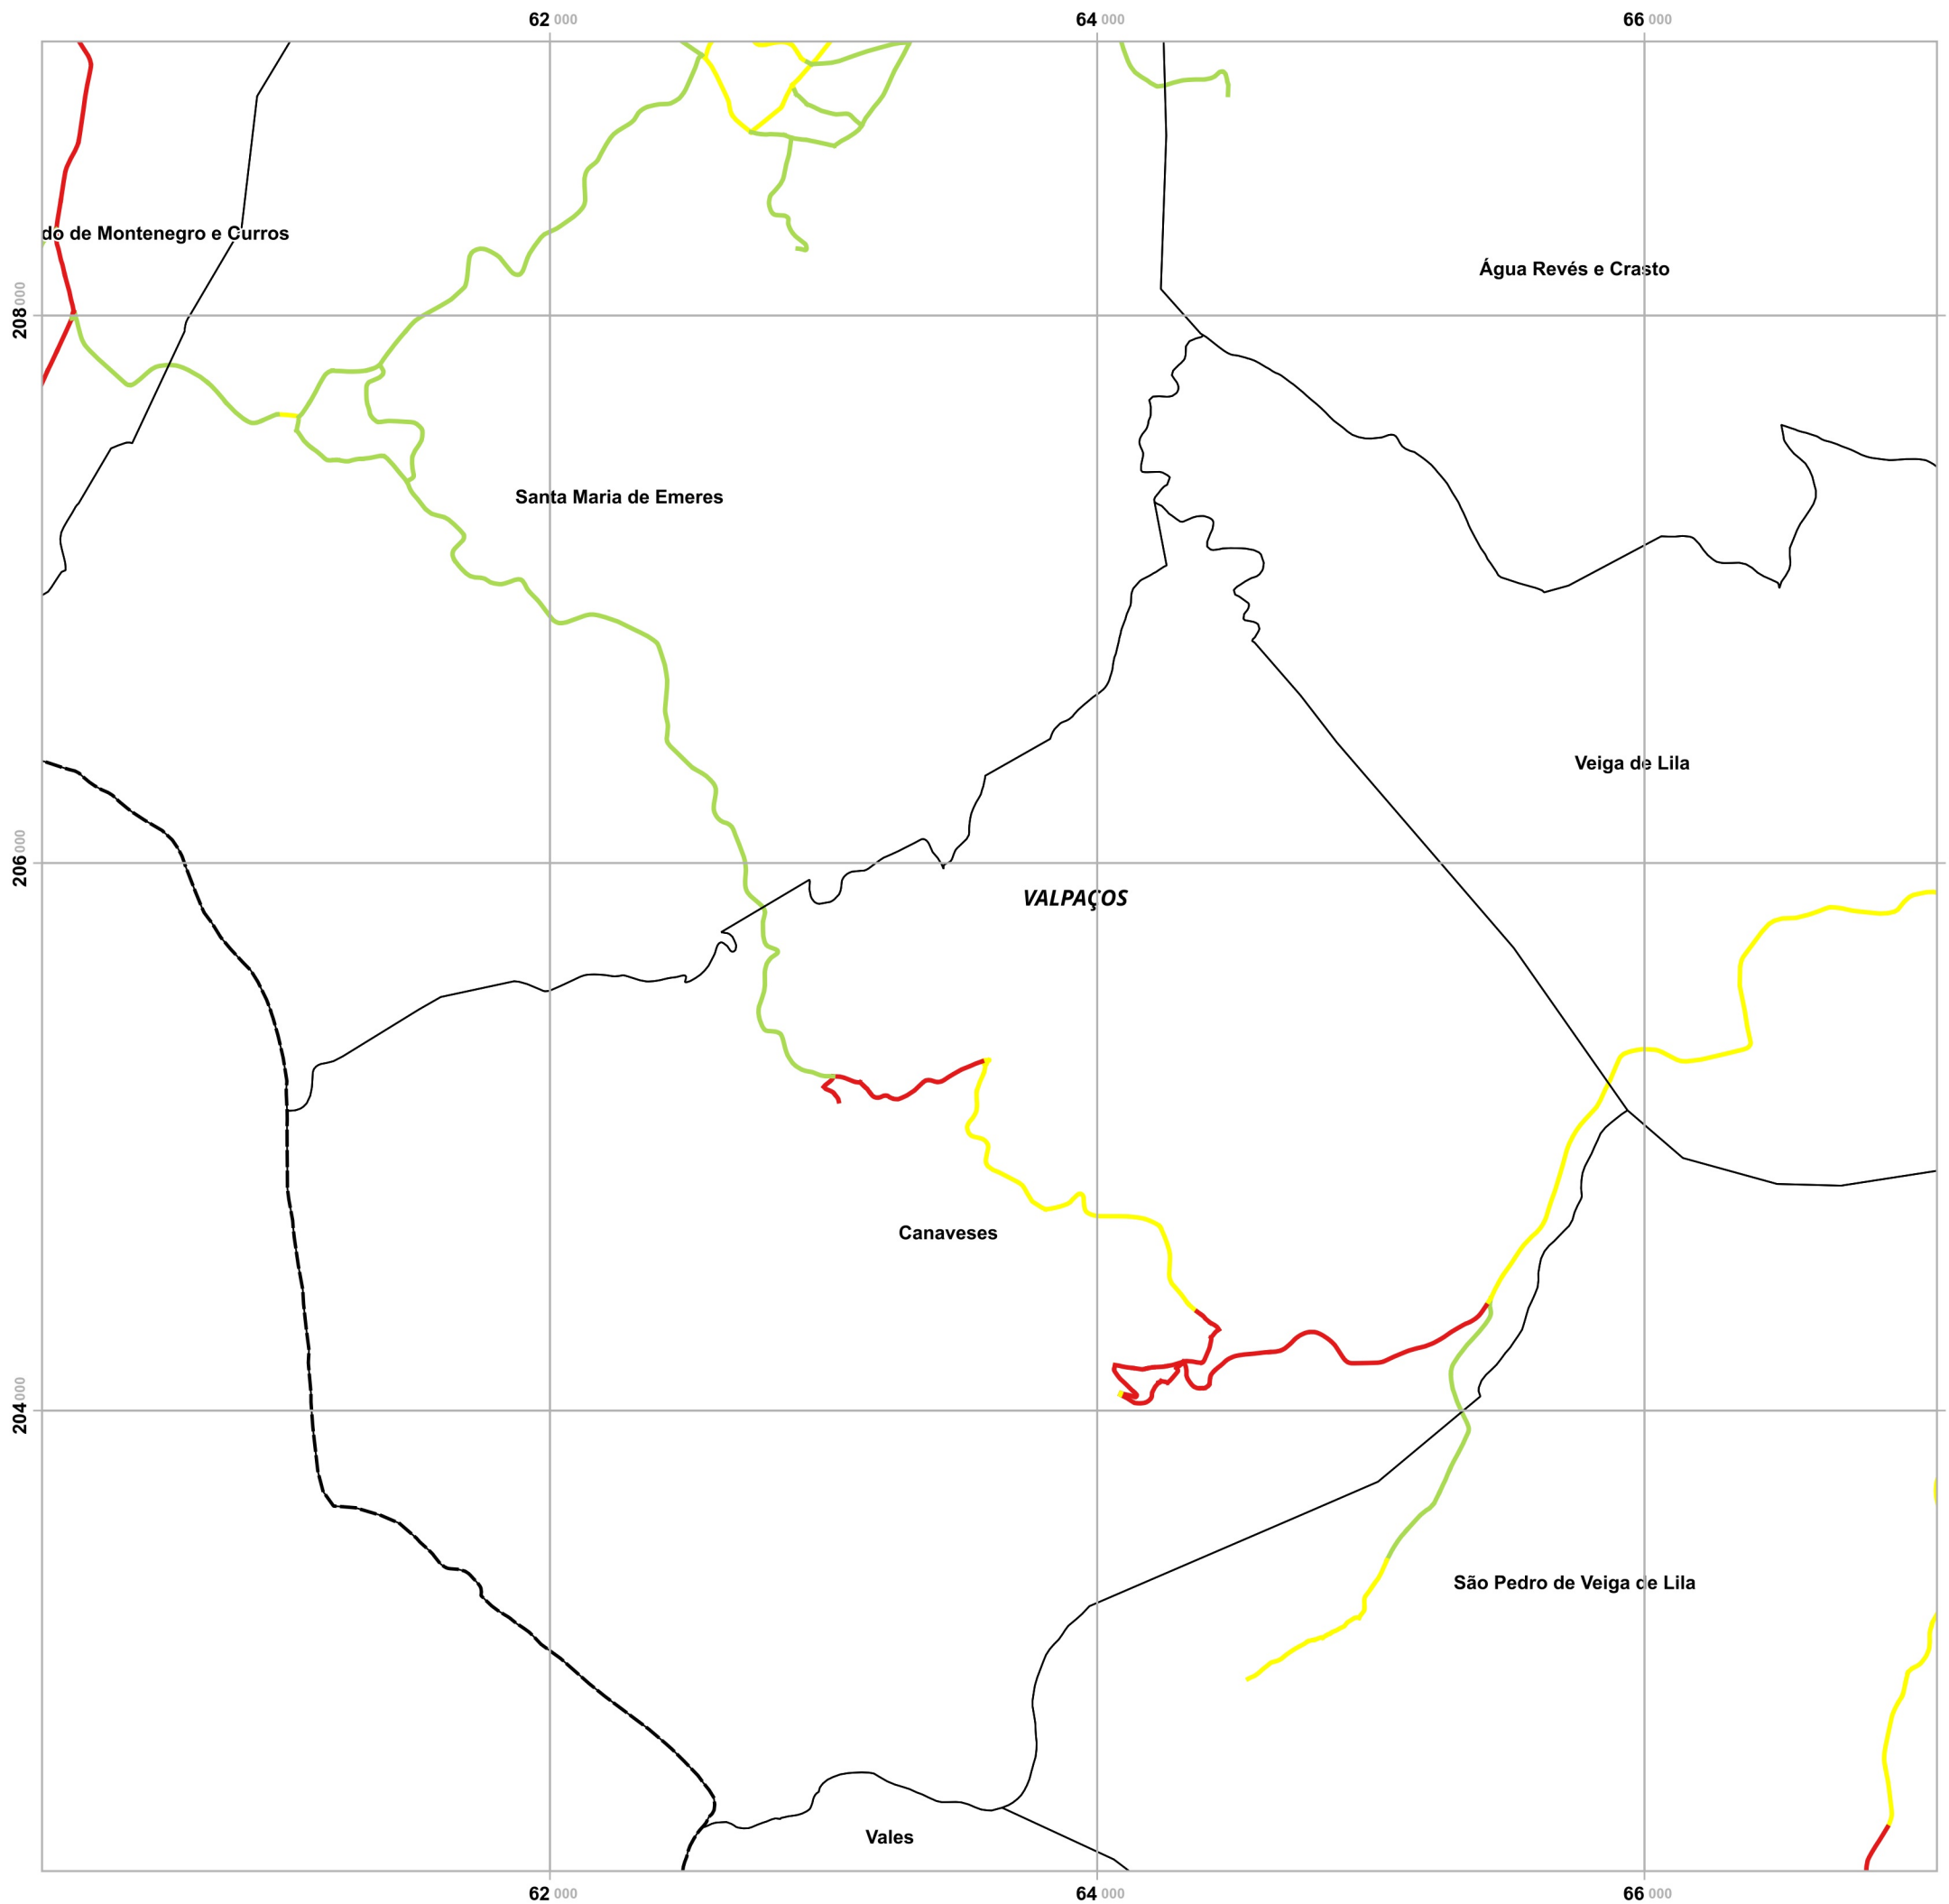 62 000
64 000
66 000
do de Montenegro e Curros
Água Revés e Crasto
208 000
Santa Maria de Emeres
Veiga de Lila
206 000
VALPAÇOS
Canaveses
204 000
São Pedro de Veiga de Lila
Vales
62 000
64 000
66 000